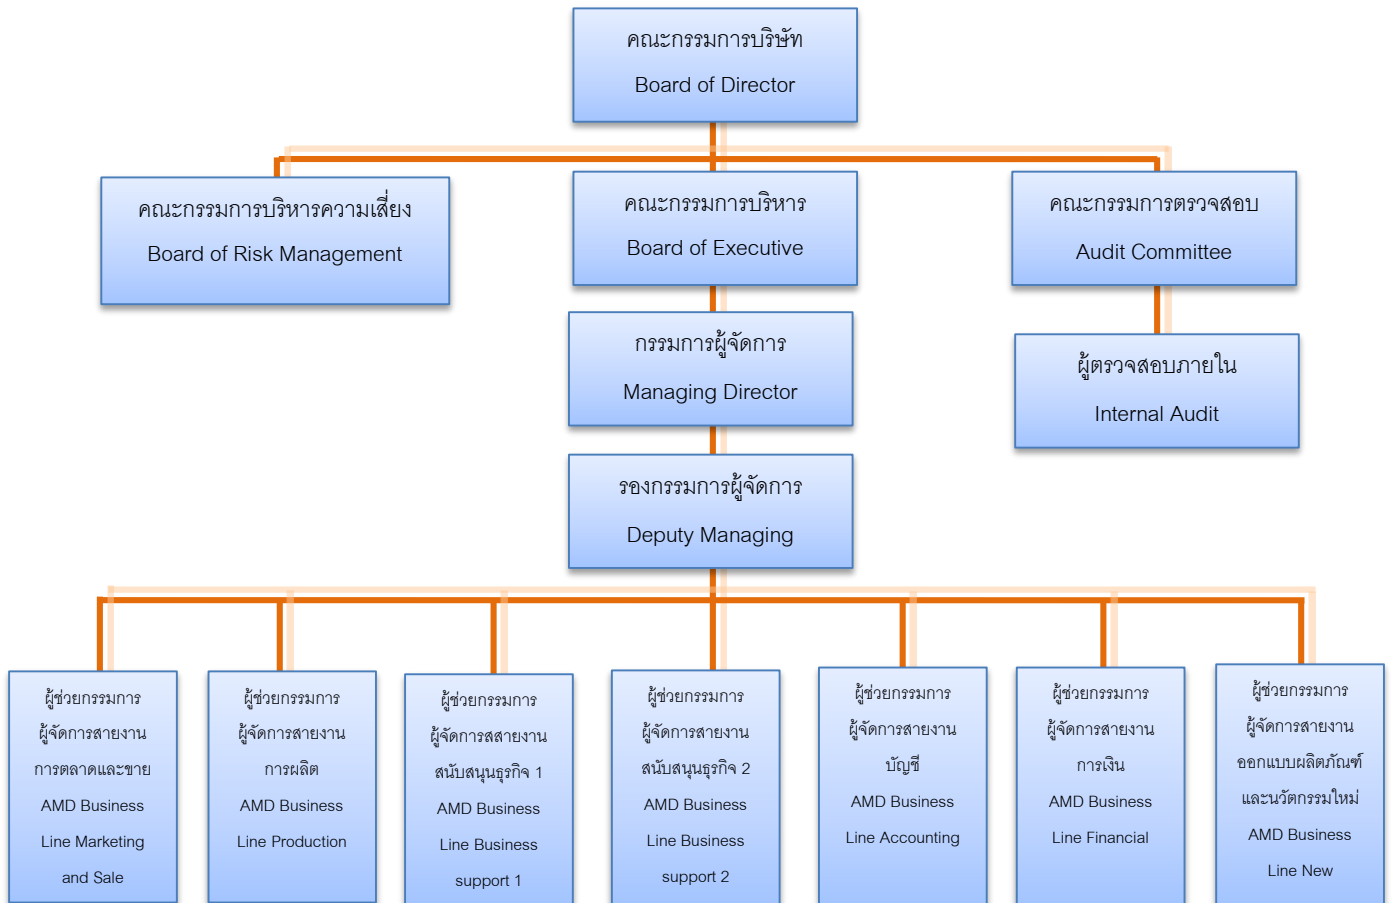 คณะกรรมการบริษัท
Board of Director
คณะกรรมการบริหารความเสี่ยง
Board of Risk Management
คณะกรรมการบริหาร
Board of Executive
คณะกรรมการตรวจสอบ
Audit Committee
กรรมการผู้จัดการ
Managing Director
ผู้ตรวจสอบภายใน
Internal Audit
รองกรรมการผู้จัดการ
Deputy Managing
ผู้ช่วยกรรมการ
ผู้จัดการสายงาน
การตลาดและขาย
AMD Business
Line Marketing
and Sale
ผู้ช่วยกรรมการ
ผู้จัดการสายงาน
การผลิต
AMD Business
Line Production
ผู้ช่วยกรรมการ
ผู้จัดการสสายงาน
สนับสนุนธุรกิจ 1
AMD Business
Line Business
support 1
ผู้ช่วยกรรมการ
ผู้จัดการสายงาน
สนับสนุนธุรกิจ 2
AMD Business
Line Business
support 2
ผู้ช่วยกรรมการ
ผู้จัดการสายงาน
บัญชี
AMD Business
Line Accounting
ผู้ช่วยกรรมการ
ผู้จัดการสายงาน
การเงิน
AMD Business
Line Financial
ผู้ช่วยกรรมการ
ผู้จัดการสายงาน
ออกแบบผลิตภัณฑ์
และนวัตกรรมใหม่
AMD Business
Line New